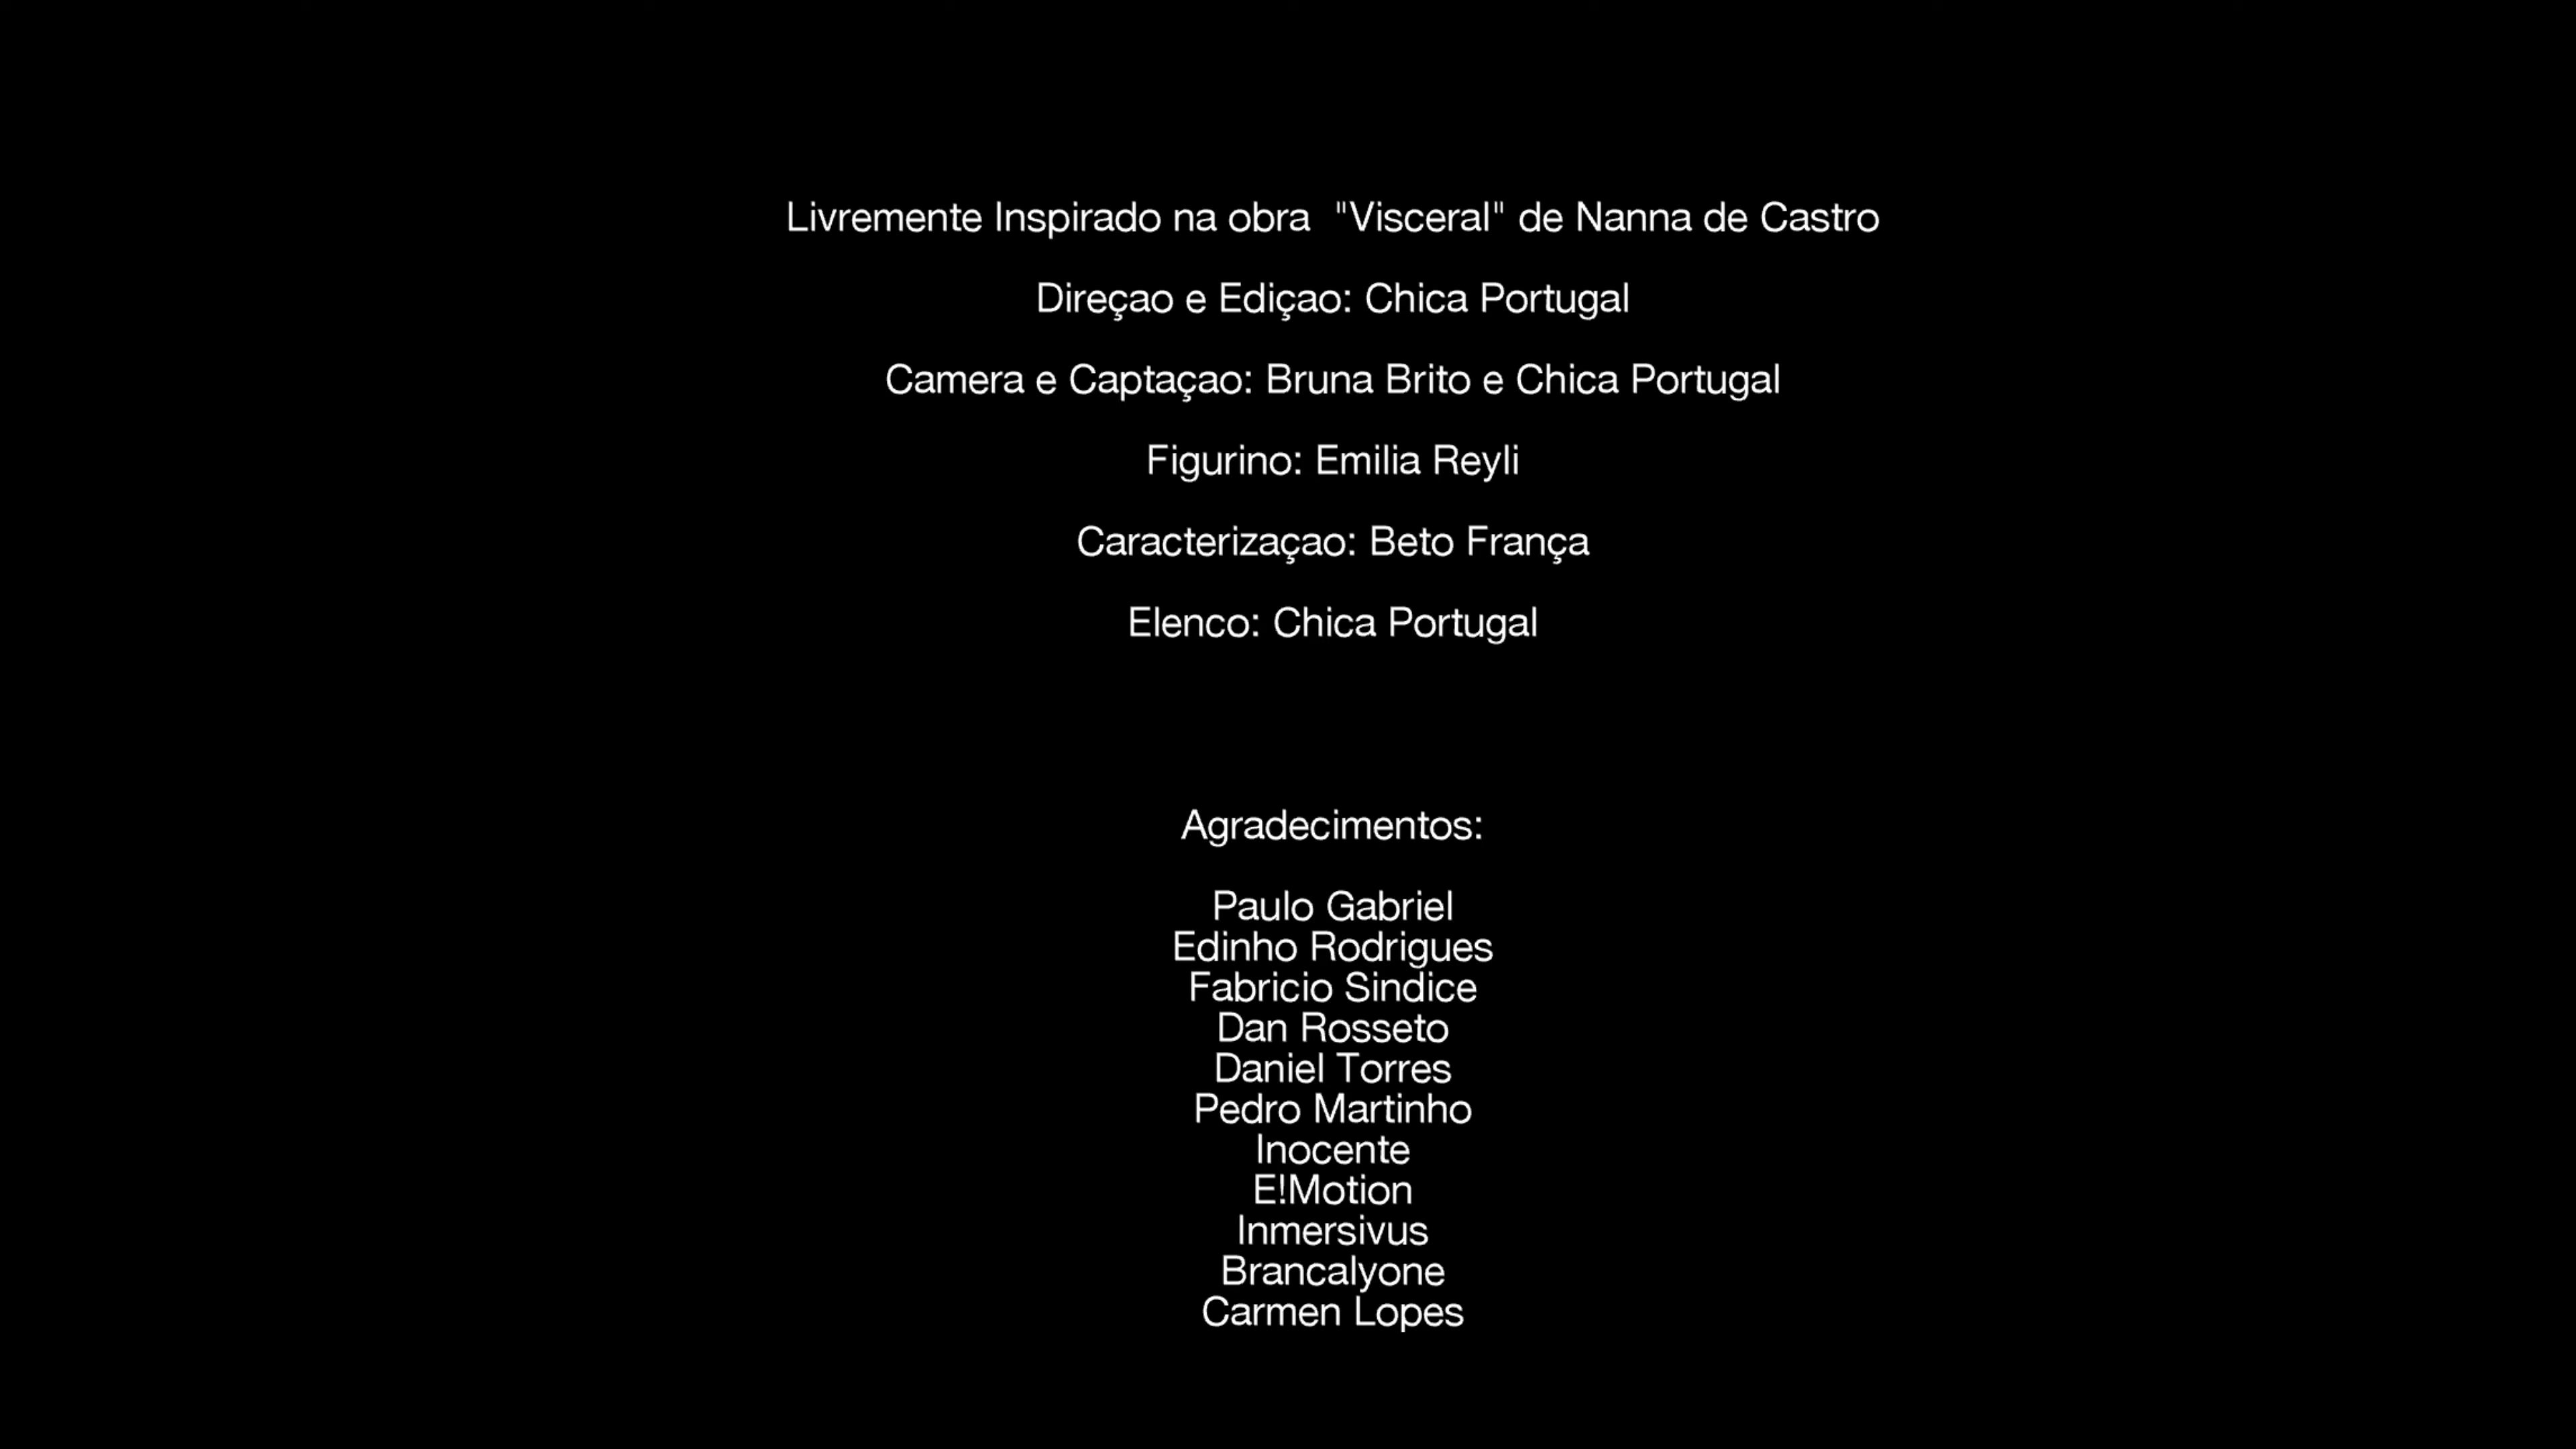 Livremente Inspirado na obra  "Visceral" de Nanna de Castro
Direçao e Ediçao: Chica Portugal
Camera e Captaçao: Bruna Brito e Chica Portugal
Figurino: Emilia Reyli
Caracterizaçao: Beto França
Elenco: Chica Portugal
Agradecimentos:
Paulo Gabriel
Edinho Rodrigues
Fabricio Sindice
Dan Rosseto
Daniel Torres
Pedro Martinho
Inocente
E!Motion
Inmersivus
Brancalyone
Carmen Lopes